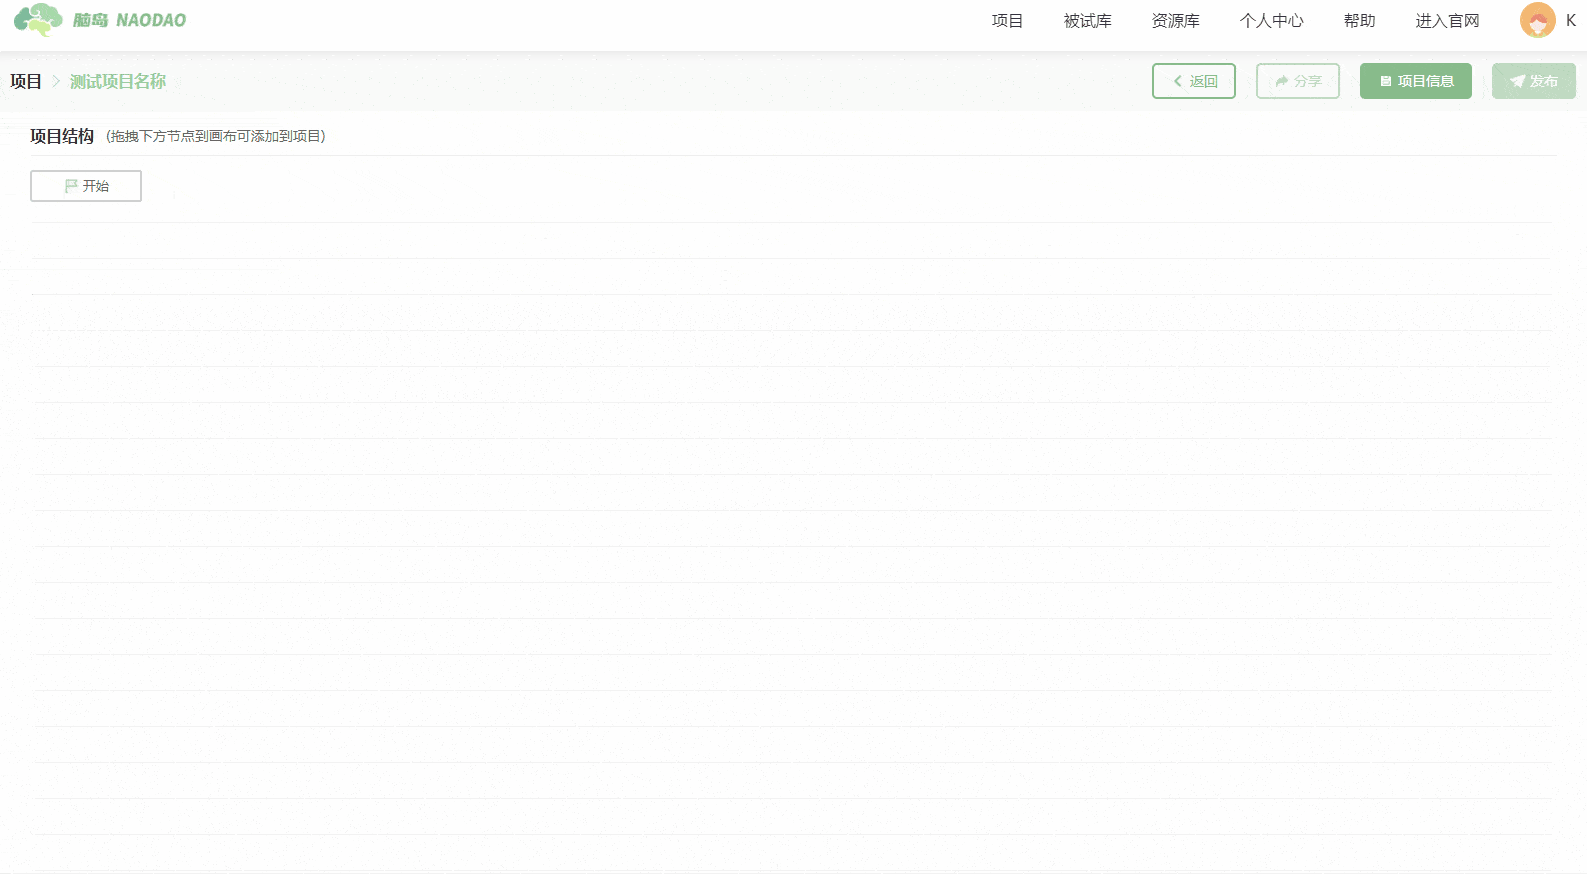 脑岛 NAODAO
项目 被试库 资源库 个人中心 帮助 进入官网 K
项目 > 测试项目名称
返回 分享 项目信息 发布
项目结构 (拖拽下方节点到画布可添加到项目)
开始